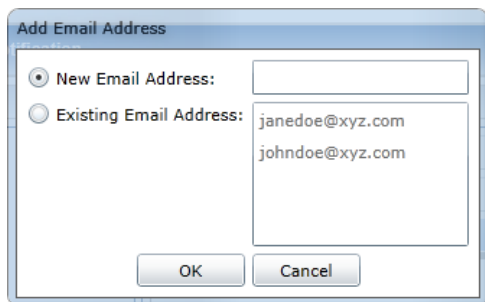 Add Email Address
New Email Address:
Existing Email Address:
janedoe@xyz.com
johndoe@xyz.com
OK
Cancel